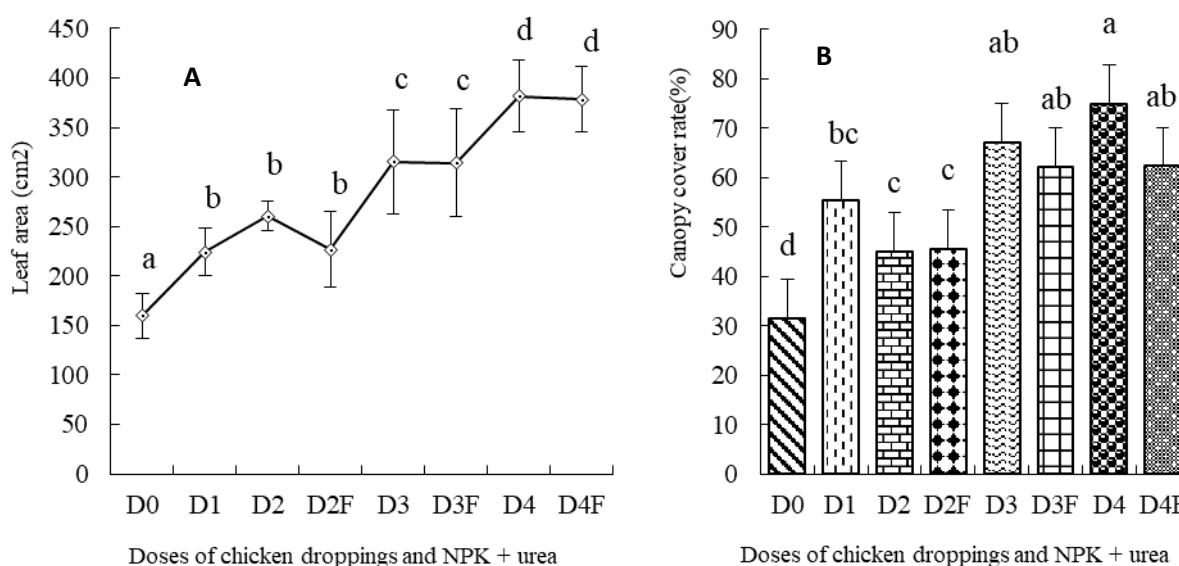 450
400
350
300
250
200
150
100
50
0
Leaf area (cm2)
A
a
b
b
b
c
c
d
d
D0 D1 D2 D2F D3 D3F D4 D4F
Doses of chicken droppings and NPK + urea
90
80
70
60
50
40
30
20
10
0
Canopy cover rate(%)
B
d
bc
c
c
ab
ab
a
ab
D0 D1 D2 D2F D3 D3F D4 D4F
Doses of chicken droppings and NPK + urea